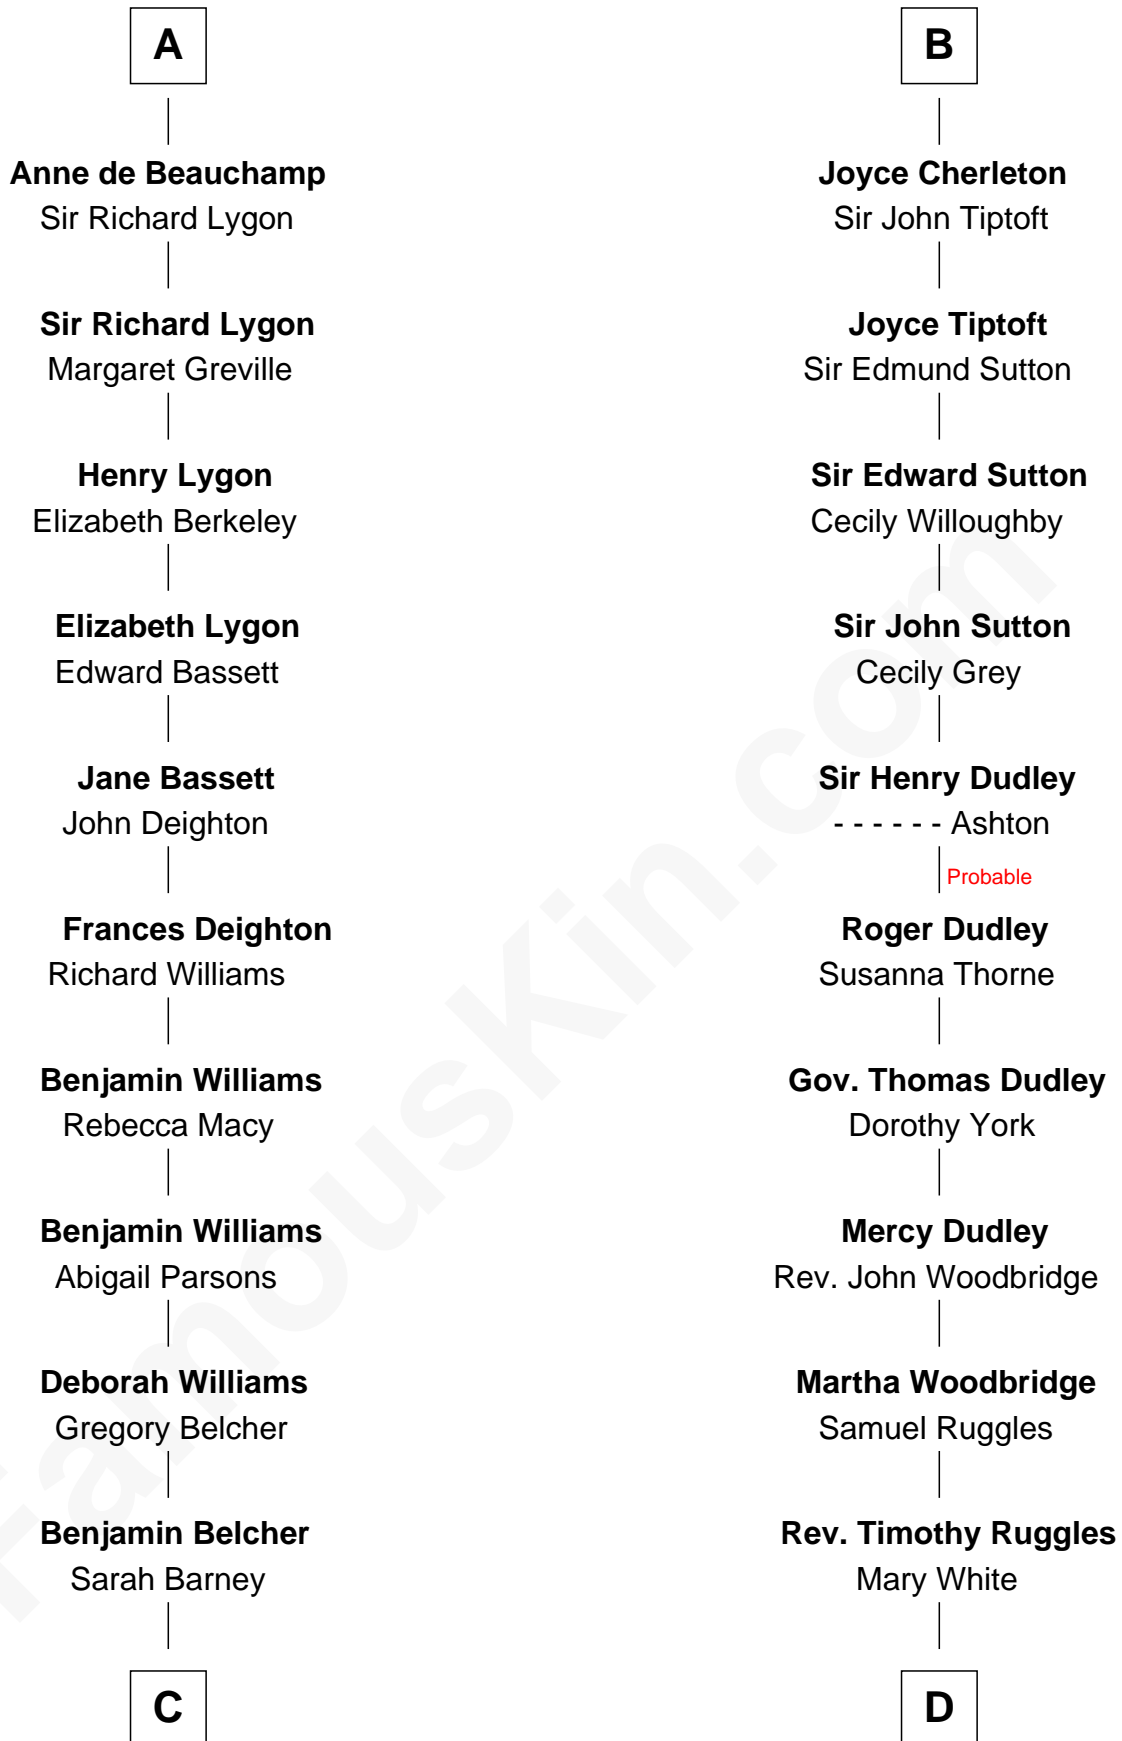 A
Anne de Beauchamp
Sir Richard Lygon
Sir Richard Lygon
Margaret Greville
Henry Lygon
Elizabeth Berkeley
Elizabeth Lygon
Edward Bassett
Jane Bassett
John Deighton
Frances Deighton
Richard Williams
Benjamin Williams
Rebecca Macy
Benjamin Williams
Abigail Parsons
Deborah Williams
Gregory Belcher
Benjamin Belcher
Sarah Barney
C
B
Joyce Cherleton
Sir John Tiptoft
Joyce Tiptoft
Sir Edmund Sutton
Sir Edward Sutton
Cecily Willoughby
Sir John Sutton
Cecily Grey
Sir Henry Dudley
- - - - - - Ashton
Probable
Roger Dudley
Susanna Thorne
Gov. Thomas Dudley
Dorothy York
Mercy Dudley
Rev. John Woodbridge
Martha Woodbridge
Samuel Ruggles
Rev. Timothy Ruggles
Mary White
D
FamousKin.com